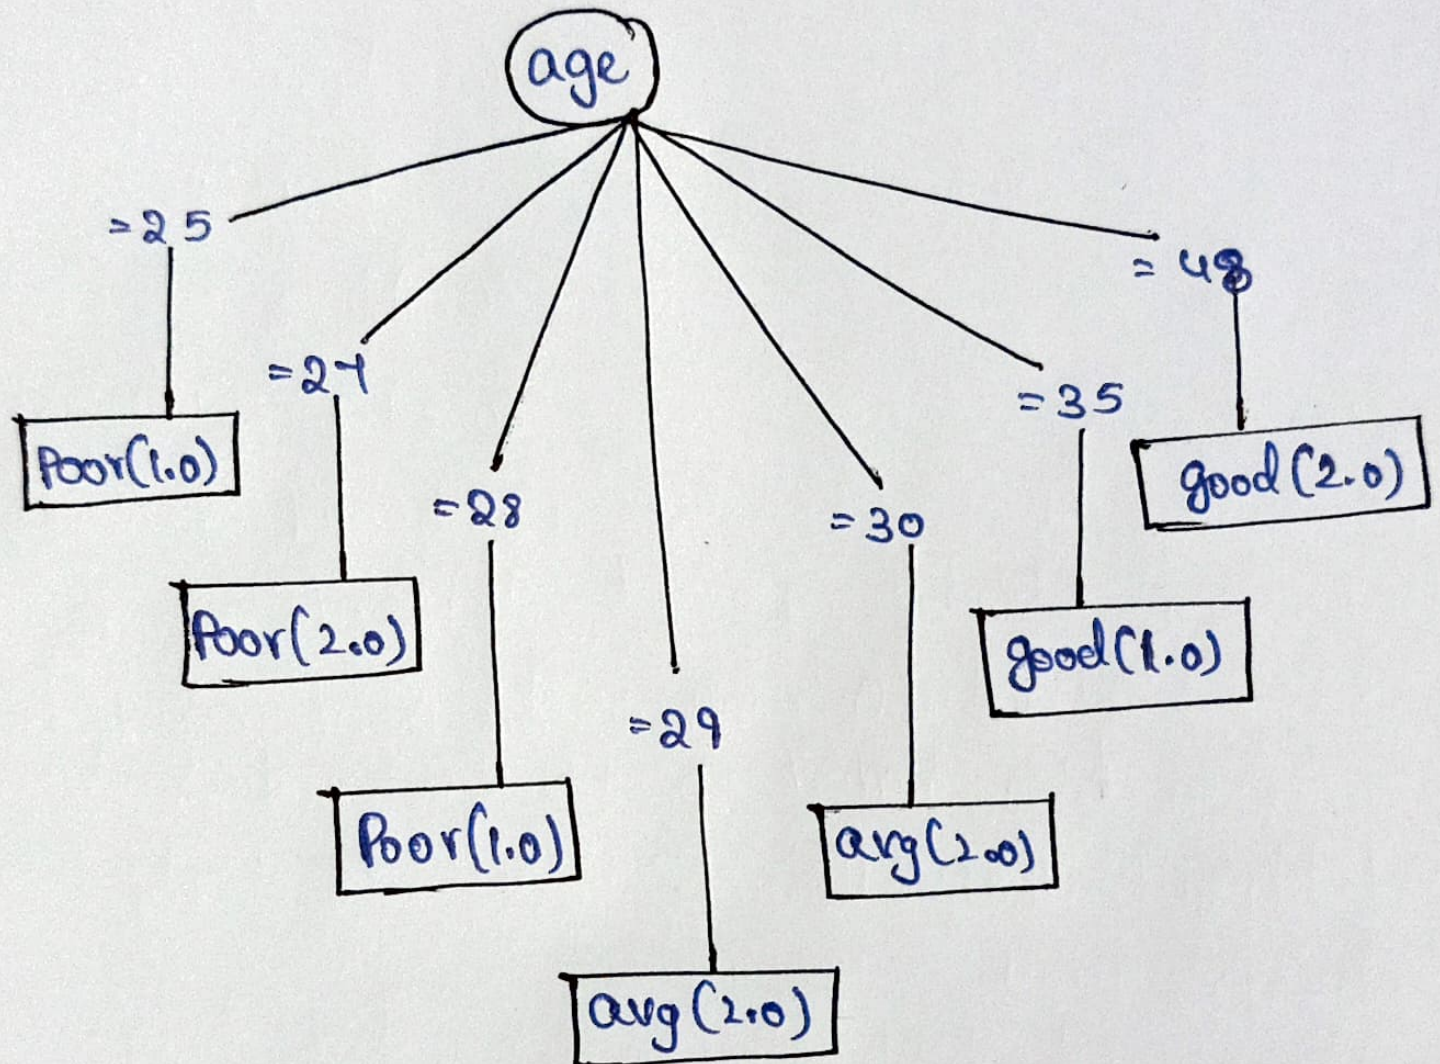 age
=25
=48
=27
=35
Poor(1.0)
good(2.0)
=28
=30
Poor(2.0)
good(1.0)
=29
Poor(1.0)
avg(2.0)
avg(2.0)